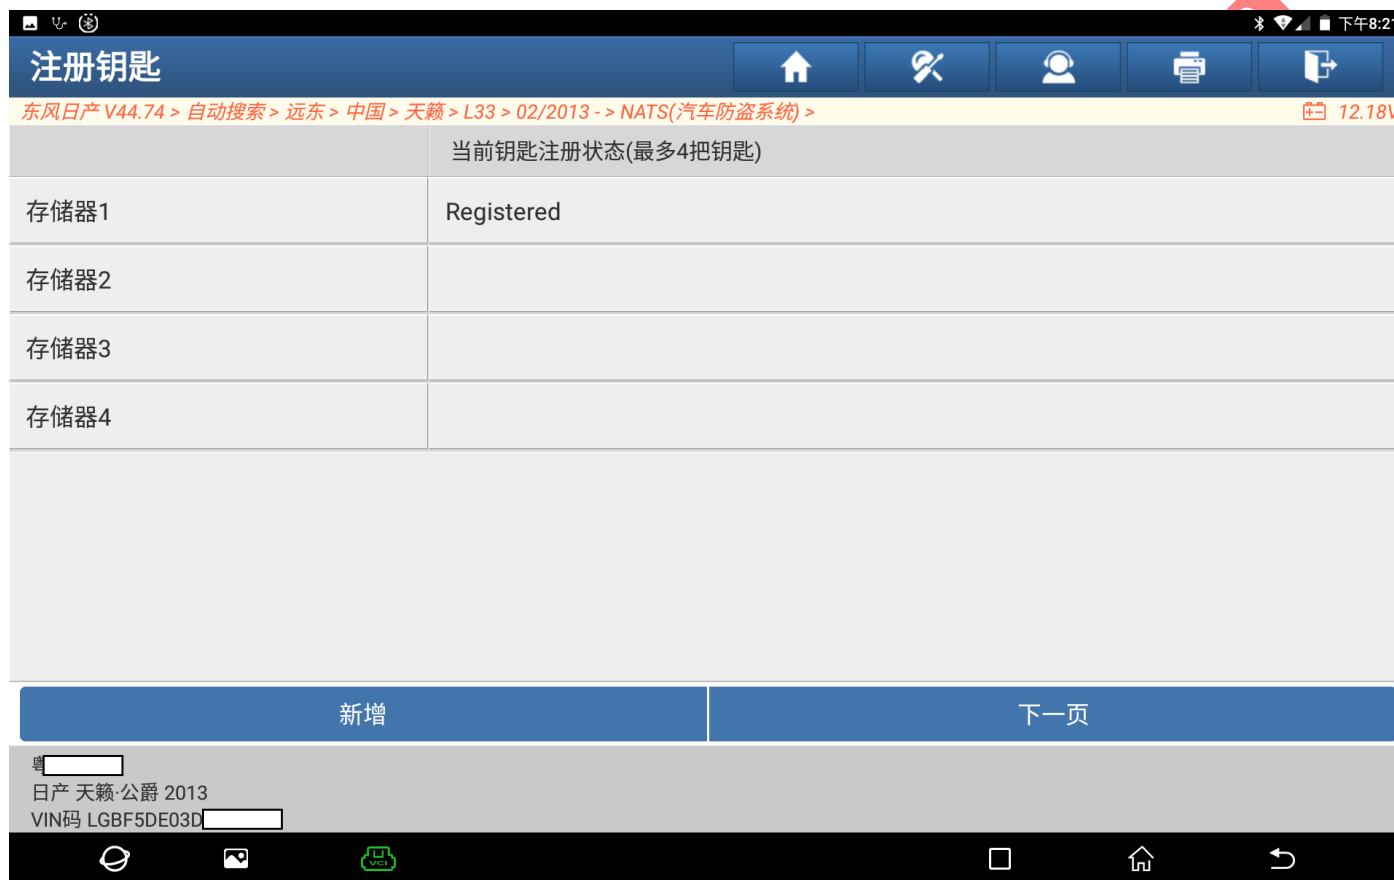 下午8:21
注册钥匙
东风日产 V44.74 > 自动搜索 > 远东 > 中国 > 天籁 > L33 > 02/2013 - > NATS(汽车防盗系统) >
12.18V
当前钥匙注册状态(最多4把钥匙)
存储器1 Registered
存储器2
存储器3
存储器4
新增 下一页
粤
日产 天籁·公爵 2013
VIN码 LGBF5DE03D
VCI